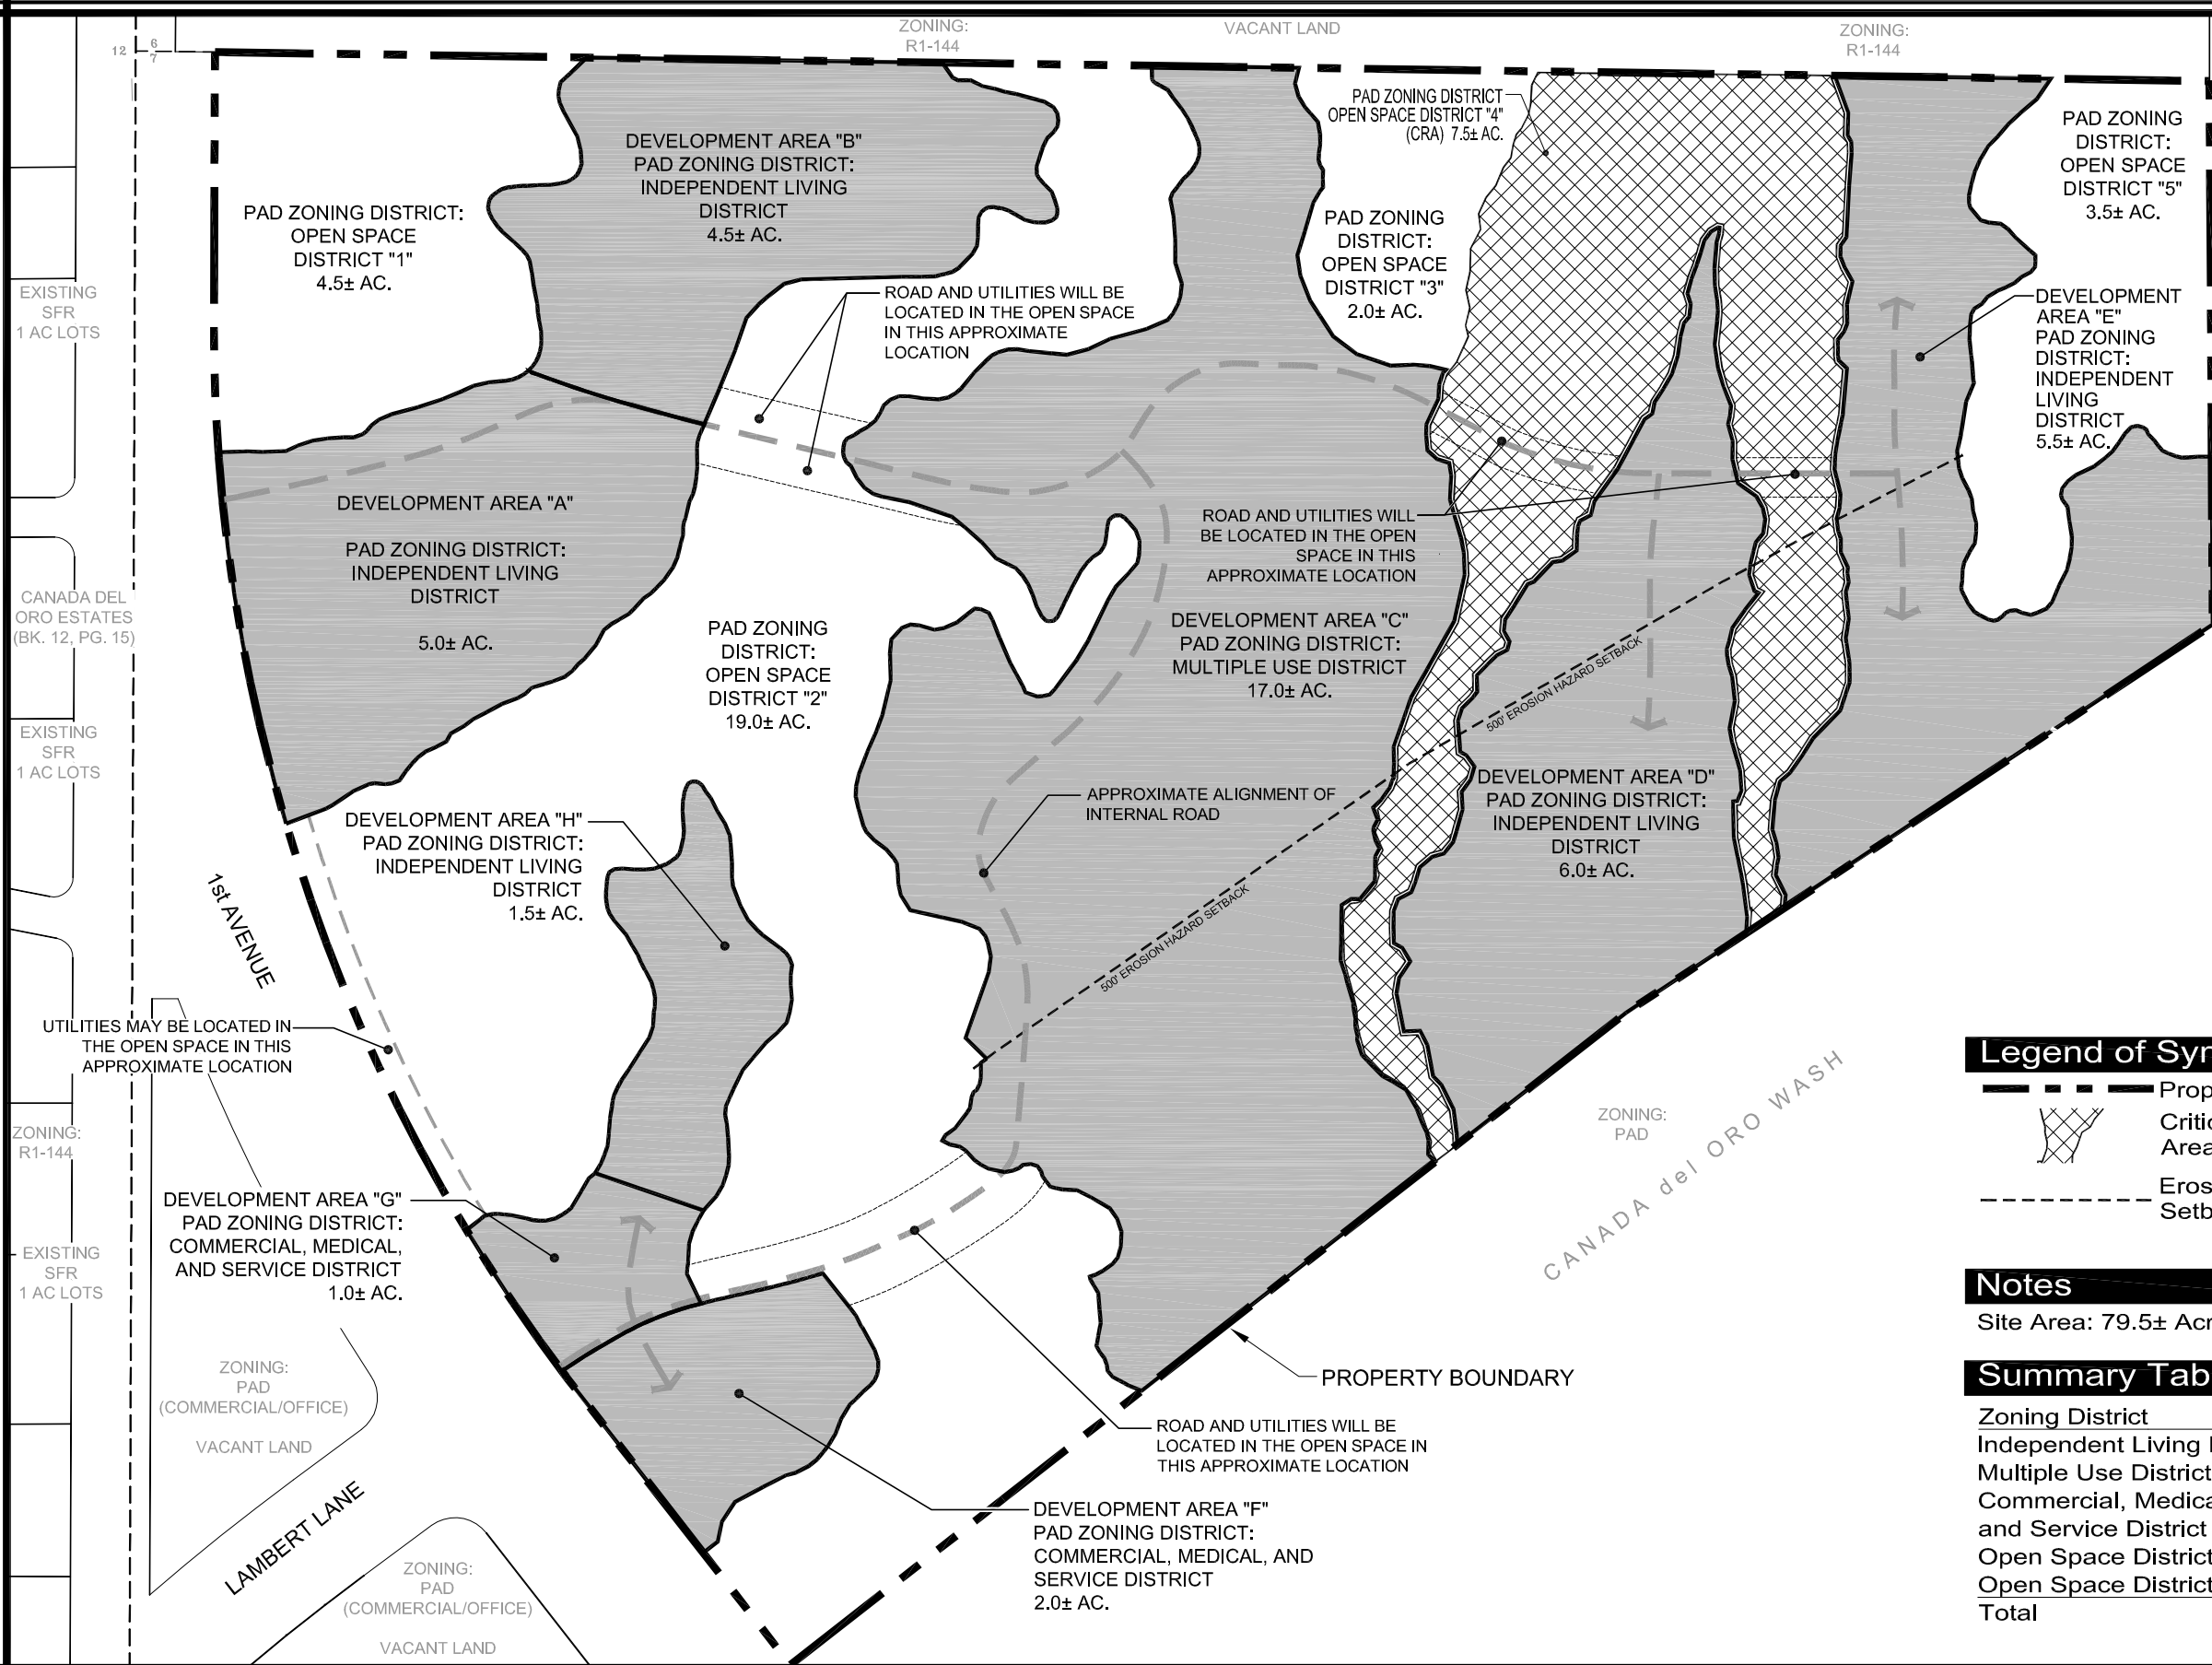 ZONING:
R1-144
VACANT LAND
ZONING:
R1-144
12
6
7
PAD ZONING DISTRICT
OPEN SPACE DISTRICT "4"
(CRA) 7.5± AC.
PAD ZONING
DISTRICT:
OPEN SPACE
DISTRICT "5"
3.5± AC.
DEVELOPMENT AREA "B"
PAD ZONING DISTRICT:
INDEPENDENT LIVING
DISTRICT
4.5± AC.
PAD ZONING DISTRICT:
OPEN SPACE
DISTRICT "1"
4.5± AC.
PAD ZONING
DISTRICT:
OPEN SPACE
DISTRICT "3"
2.0± AC.
EXISTING
SFR
1 AC LOTS
ROAD AND UTILITIES WILL BE
LOCATED IN THE OPEN SPACE
IN THIS APPROXIMATE
LOCATION
DEVELOPMENT
AREA "E"
PAD ZONING
DISTRICT:
INDEPENDENT
LIVING
DISTRICT
5.5± AC.
DEVELOPMENT AREA "A"
PAD ZONING DISTRICT:
INDEPENDENT LIVING
DISTRICT
5.0± AC.
ROAD AND UTILITIES WILL
BE LOCATED IN THE OPEN
SPACE IN THIS
APPROXIMATE LOCATION
CANADA DEL
ORO ESTATES
(BK. 12, PG. 15)
PAD ZONING
DISTRICT:
OPEN SPACE
DISTRICT "2"
19.0± AC.
DEVELOPMENT AREA "C"
PAD ZONING DISTRICT:
MULTIPLE USE DISTRICT
17.0± AC.
500' EROSION HAZARD SETBACK
EXISTING
SFR
1 AC LOTS
APPROXIMATE ALIGNMENT OF
INTERNAL ROAD
DEVELOPMENT AREA "D"
PAD ZONING DISTRICT:
INDEPENDENT LIVING
DISTRICT
6.0± AC.
DEVELOPMENT AREA "H"
PAD ZONING DISTRICT:
INDEPENDENT LIVING
DISTRICT
1.5± AC.
1st AVENUE
500' EROSION HAZARD SETBACK
UTILITIES MAY BE LOCATED IN
THE OPEN SPACE IN THIS
APPROXIMATE LOCATION
ZONING:
R1-144
ZONING:
PAD
CANADA del ORO WASH
DEVELOPMENT AREA "G"
PAD ZONING DISTRICT:
COMMERCIAL, MEDICAL,
AND SERVICE DISTRICT
1.0± AC.
EXISTING
SFR
1 AC LOTS
ZONING:
PAD
(COMMERCIAL/OFFICE)
VACANT LAND
PROPERTY BOUNDARY
ROAD AND UTILITIES WILL BE
LOCATED IN THE OPEN SPACE IN
THIS APPROXIMATE LOCATION
LAMBERT LANE
DEVELOPMENT AREA "F"
PAD ZONING DISTRICT:
COMMERCIAL, MEDICAL, AND
SERVICE DISTRICT
2.0± AC.
ZONING:
PAD
(COMMERCIAL/OFFICE)
VACANT LAND
Legend of Sym
Prop
Critic
Area
Eros
Setb
Notes
Site Area: 79.5± Acr
Summary Tab
Zoning District
Independent Living
Multiple Use District
Commercial, Medica
and Service District
Open Space District
Open Space District
Total